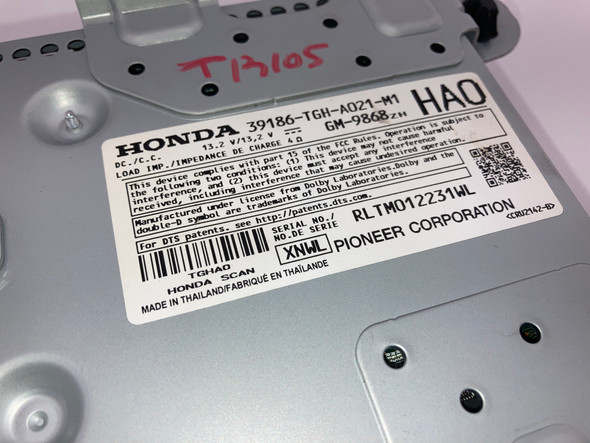 T13105
HONDA 39186-TGH-A021-M1 HA0
DC./C.C. 13.2 V/13,2 V GM-9868ZH
LOAD IMP./IMPEDANCE DE CHARGE 4 Ω
This device complies with part 15 of the FCC Rules. Operation is subject to
the following two conditions: (1) This device may not cause harmful
interference, and (2) this device must accept any interference
received, including interference that may cause undesired operation.
Manufactured under license from Dolby Laboratories. Dolby and the
double-D symbol are trademarks of Dolby Laboratories.
For DTS patents. see http://patents.dts.com.
SERIAL NO./
NO.DE SERIE RLTM012231WL
TGHA0
HONDA SCAN
XNWL PIONEER CORPORATION <CRU2142-B>
MADE IN THAILAND/FABRIQUÉ EN THAÏLANDE